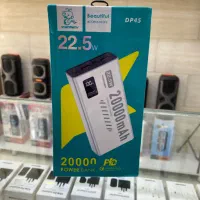 Beautiful
DP45
22.5W
20000mAh
20000 PD
POWER BANK